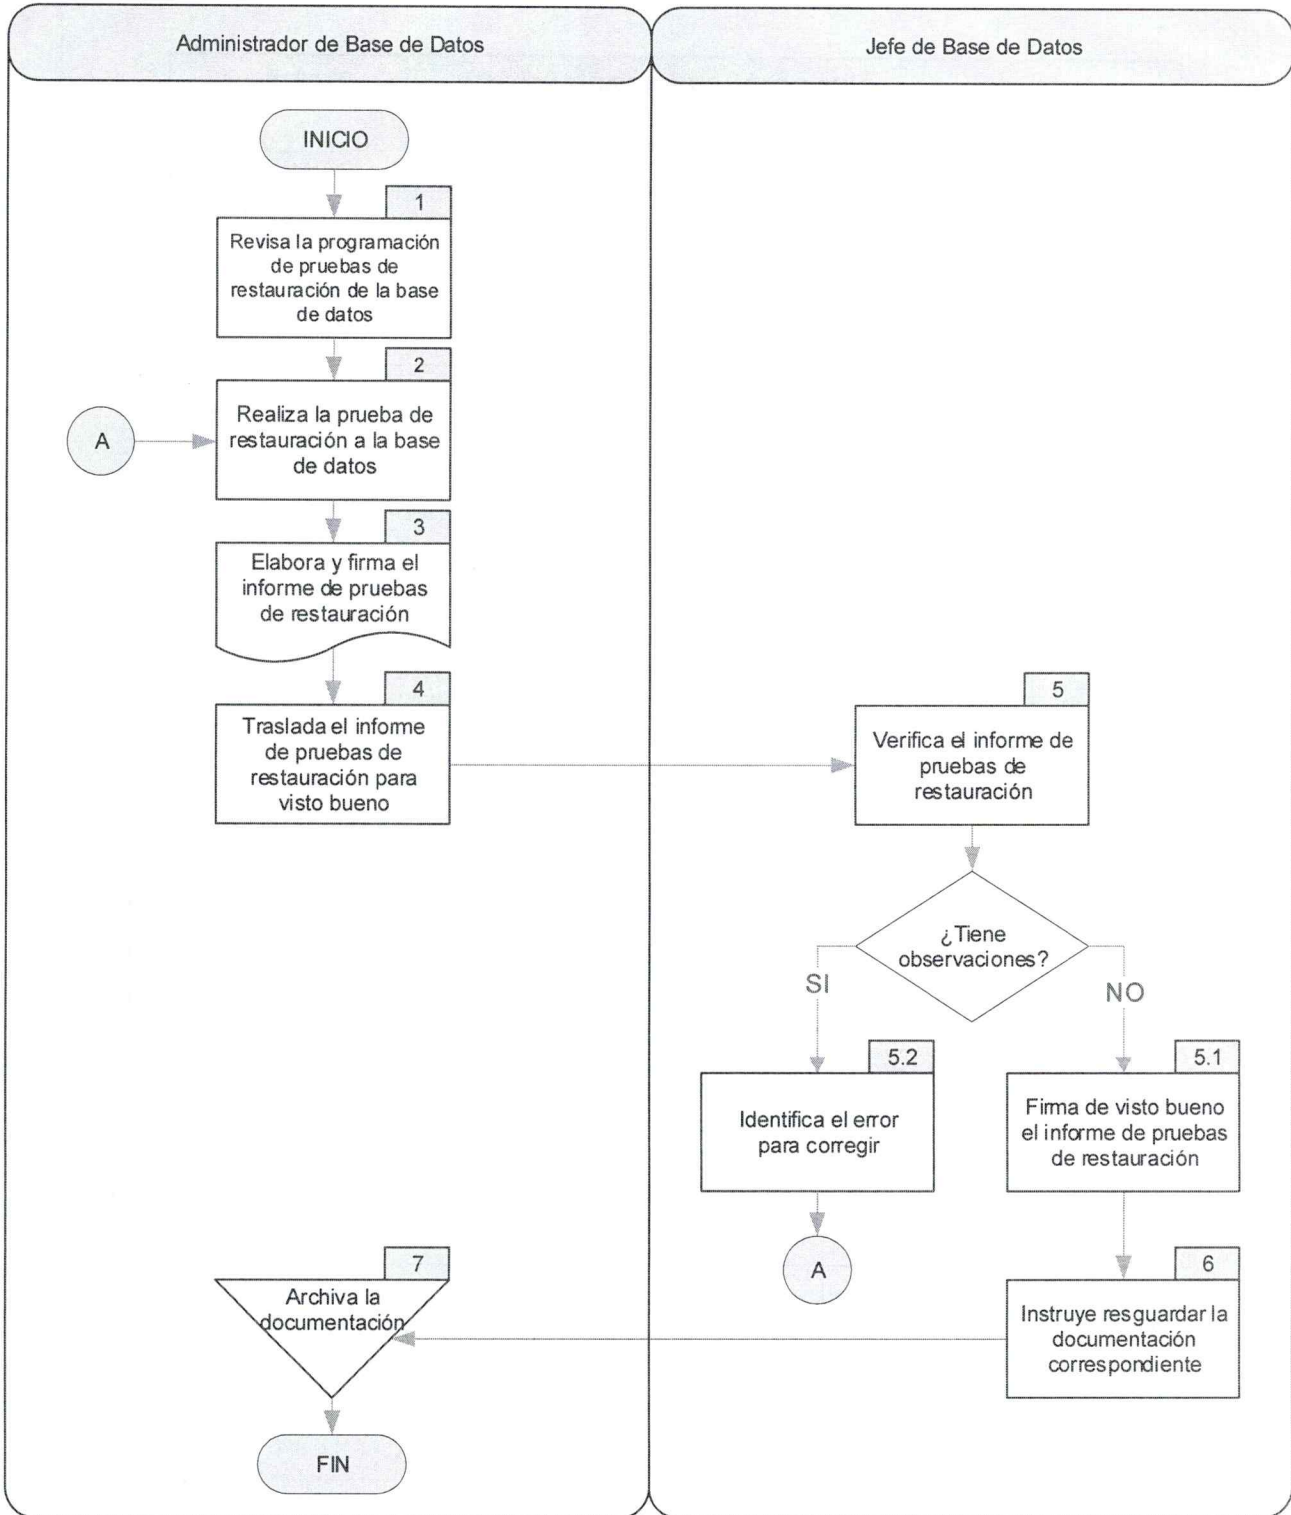 Administrador de Base de Datos
Jefe de Base de Datos
INICIO
1
Revisa la programación
de pruebas de
restauración de la base
de datos
2
A
Realiza la prueba de
restauración a la base
de datos
3
Elabora y firma el
informe de pruebas
de restauración
4
Traslada el informe
de pruebas de
restauración para
visto bueno
5
Verifica el informe de
pruebas de
restauración
¿Tiene
observaciones?
SI
NO
5.2
Identifica el error
para corregir
A
5.1
Firma de visto bueno
el informe de pruebas
de restauración
6
Instruye resguardar la
documentación
correspondiente
7
Archiva la
documentación
FIN